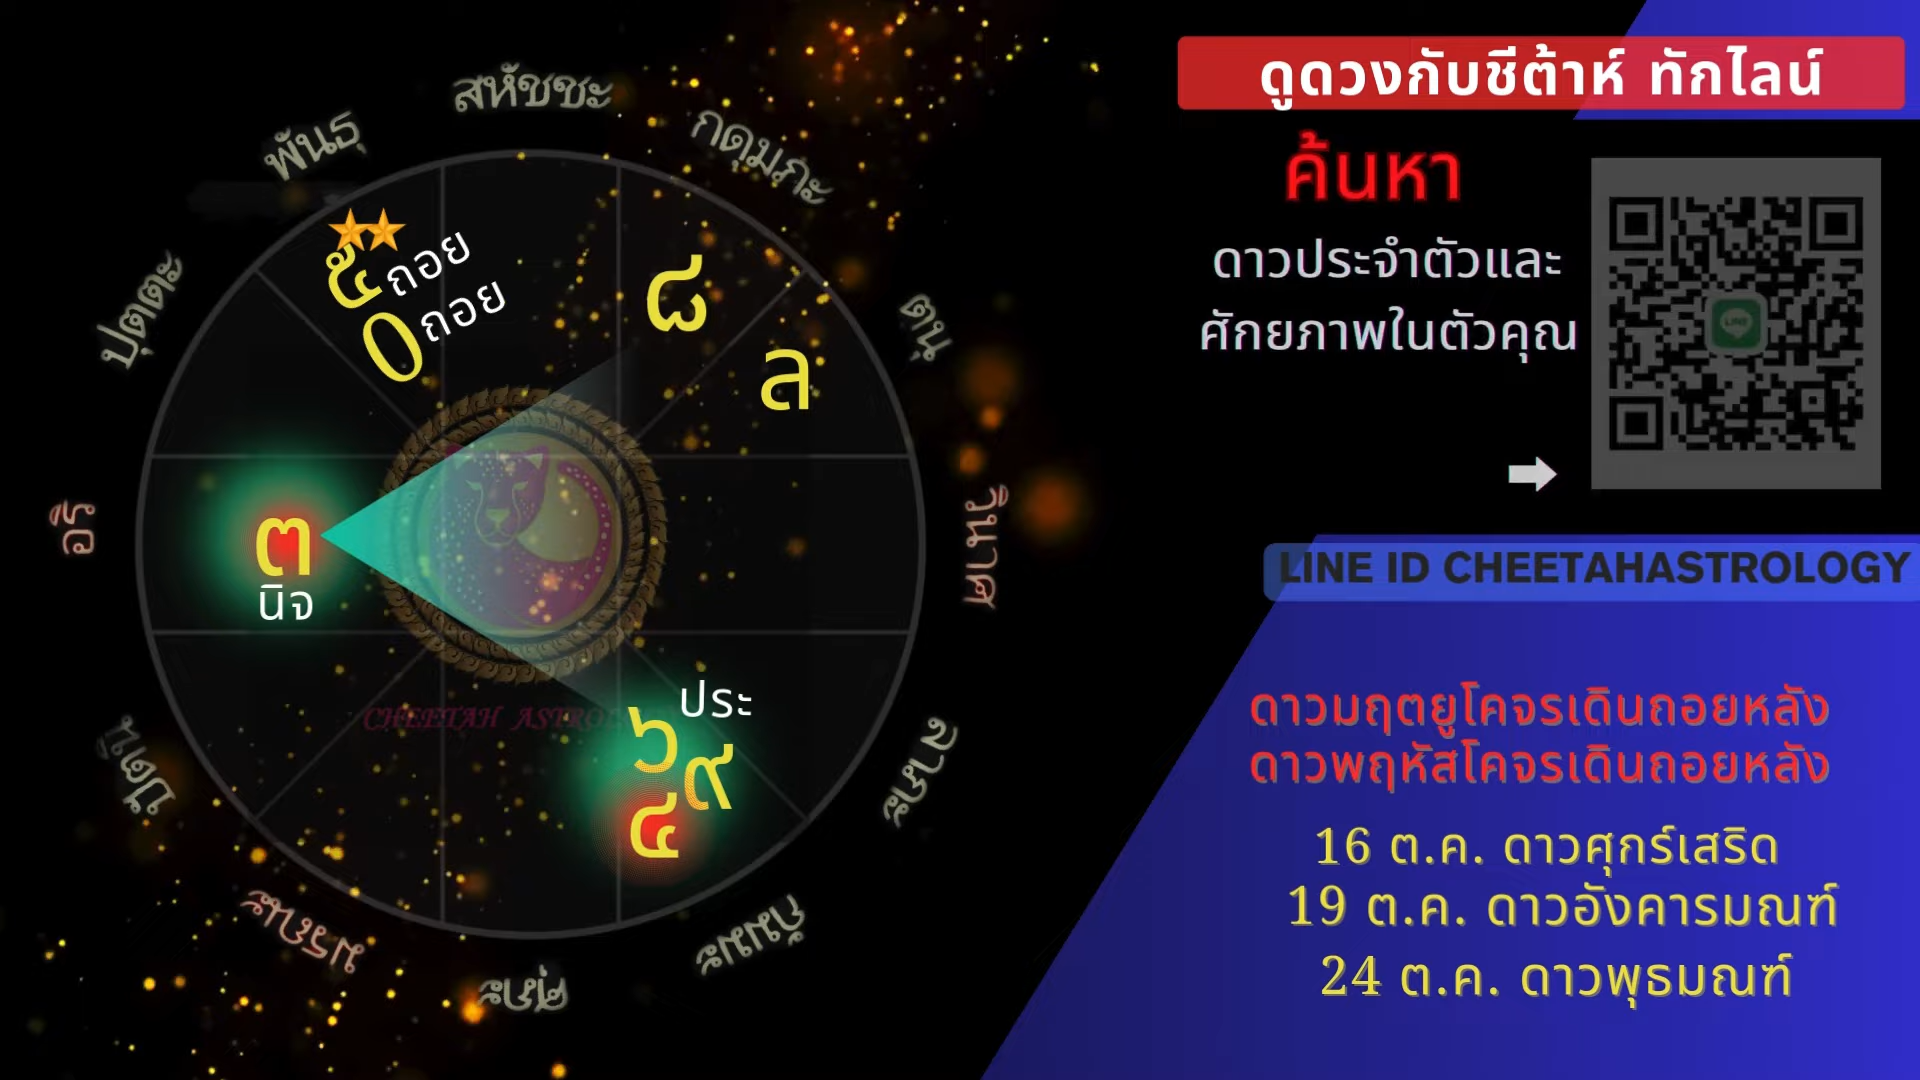 สหัชชะ
พันธุ
กดุมภะ
ปุตตะ
ตนุ
๕ ถอย
0 ถอย
๘
ล
อริ
๓
นิจ
วินาศ
ประ
๖
๙
๔
ปัตนิ
ลาภะ
มรณะ
ศุภะ
กัมมะ
CHEETAH ASTRO
ดูดวงกับชีต้าห์ ทักไลน์
ค้นหา
ดาวประจำตัวและ
ศักยภาพในตัวคุณ
LINE
LINE ID CHEETAHASTROLOGY
ดาวมฤตยูโคจรเดินถอยหลัง
ดาวพฤหัสโคจรเดินถอยหลัง
16 ต.ค. ดาวศุกร์เสริด
19 ต.ค. ดาวอังคารมณฑ์
24 ต.ค. ดาวพุธมณฑ์